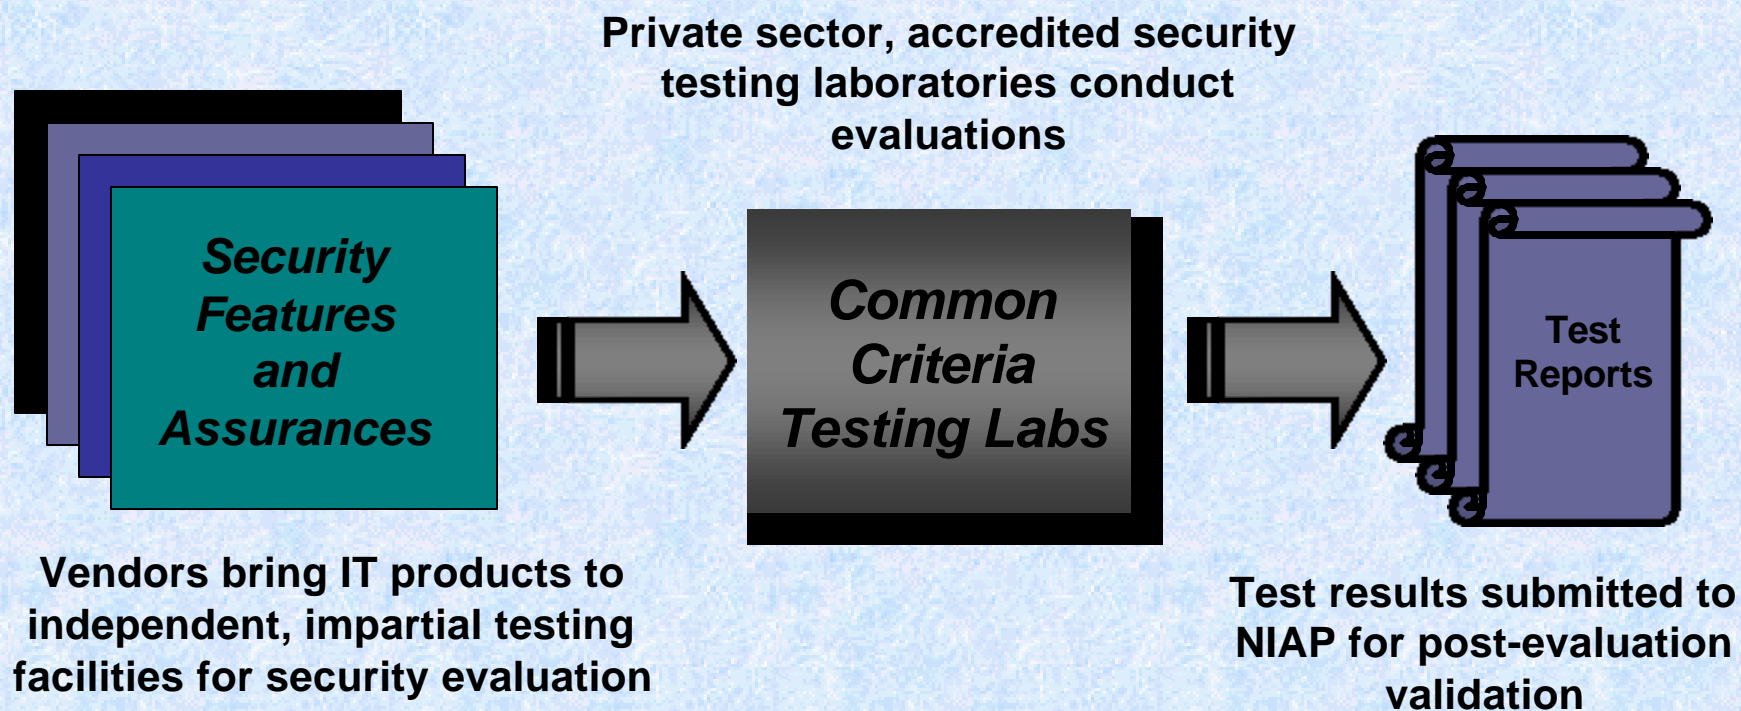 Private sector, accredited security
testing laboratories conduct
evaluations
Security
Features
and
Assurances
Common
Criteria
Testing Labs
Test
Reports
Vendors bring IT products to
independent, impartial testing
facilities for security evaluation
Test results submitted to
NIAP for post-evaluation
validation